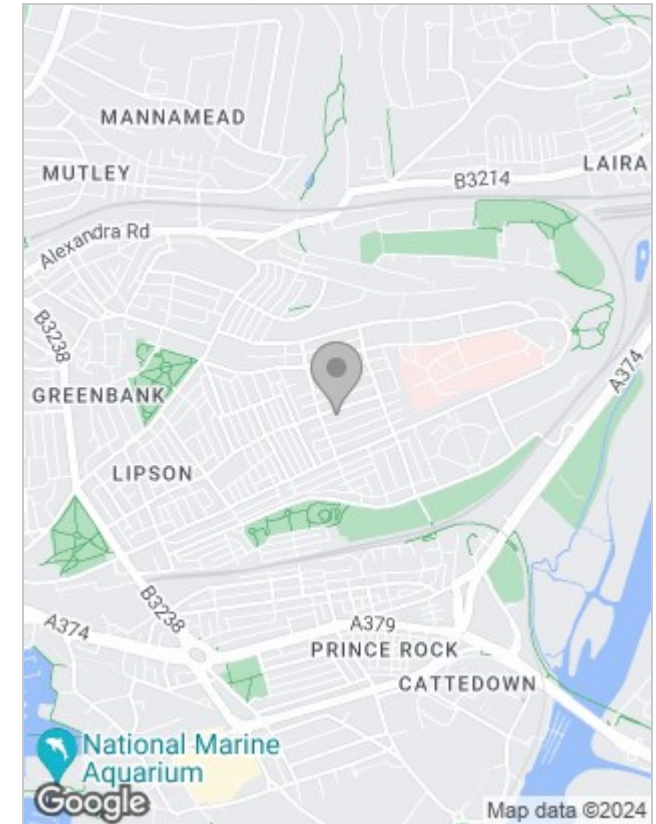 MANNAMEAD
MUTLEY
LAIRA
B3214
Alexandra Rd
B3238
A374
GREENBANK
LIPSON
B3238
A374
A379
PRINCE ROCK
CATTEDOWN
National Marine
Aquarium
Google
Map data ©2024